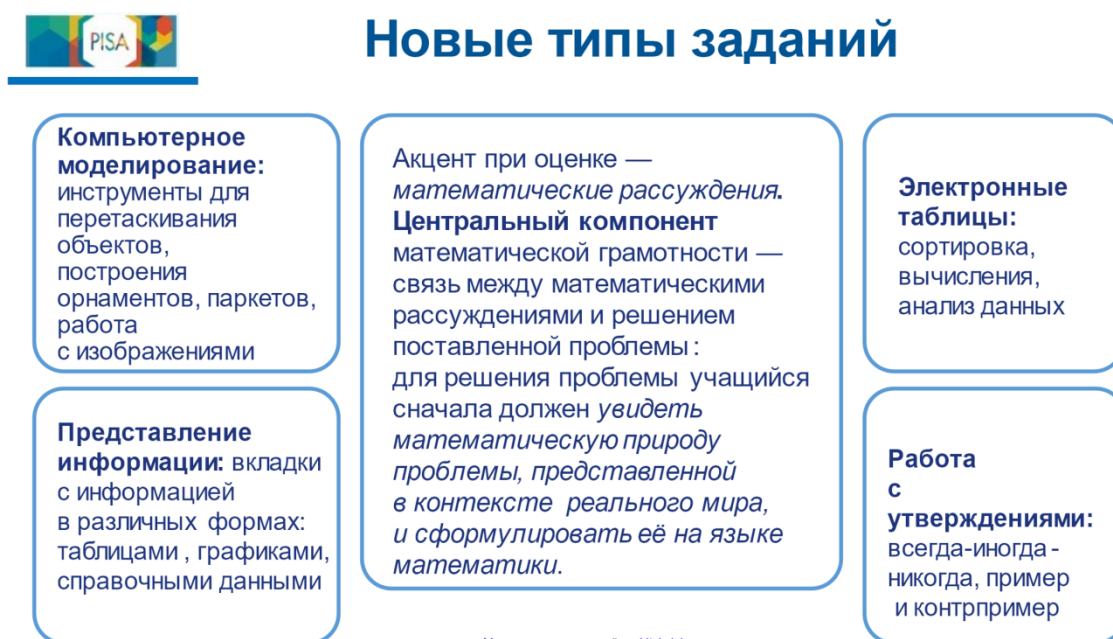 PISA
Новые типы заданий
Компьютерное
моделирование:
инструменты для
перетаскивания
объектов,
построения
орнаментов, паркетов,
работа
с изображениями
Представление
информации: вкладки
с информацией
в различных формах:
таблицами , графиками,
справочными данными
Акцент при оценке —
математические рассуждения.
Центральный компонент
математической грамотности —
связь между математическими
рассуждениями и решением
поставленной проблемы :
для решения проблемы учащийся
сначала должен увидеть
математическую природу
проблемы, представленной
в контексте реального мира,
и сформулировать её на языке
математики.
Электронные
таблицы:
сортировка,
вычисления,
анализ данных
Работа
с
утверждениями:
всегда-иногда -
никогда, пример
и контрпример